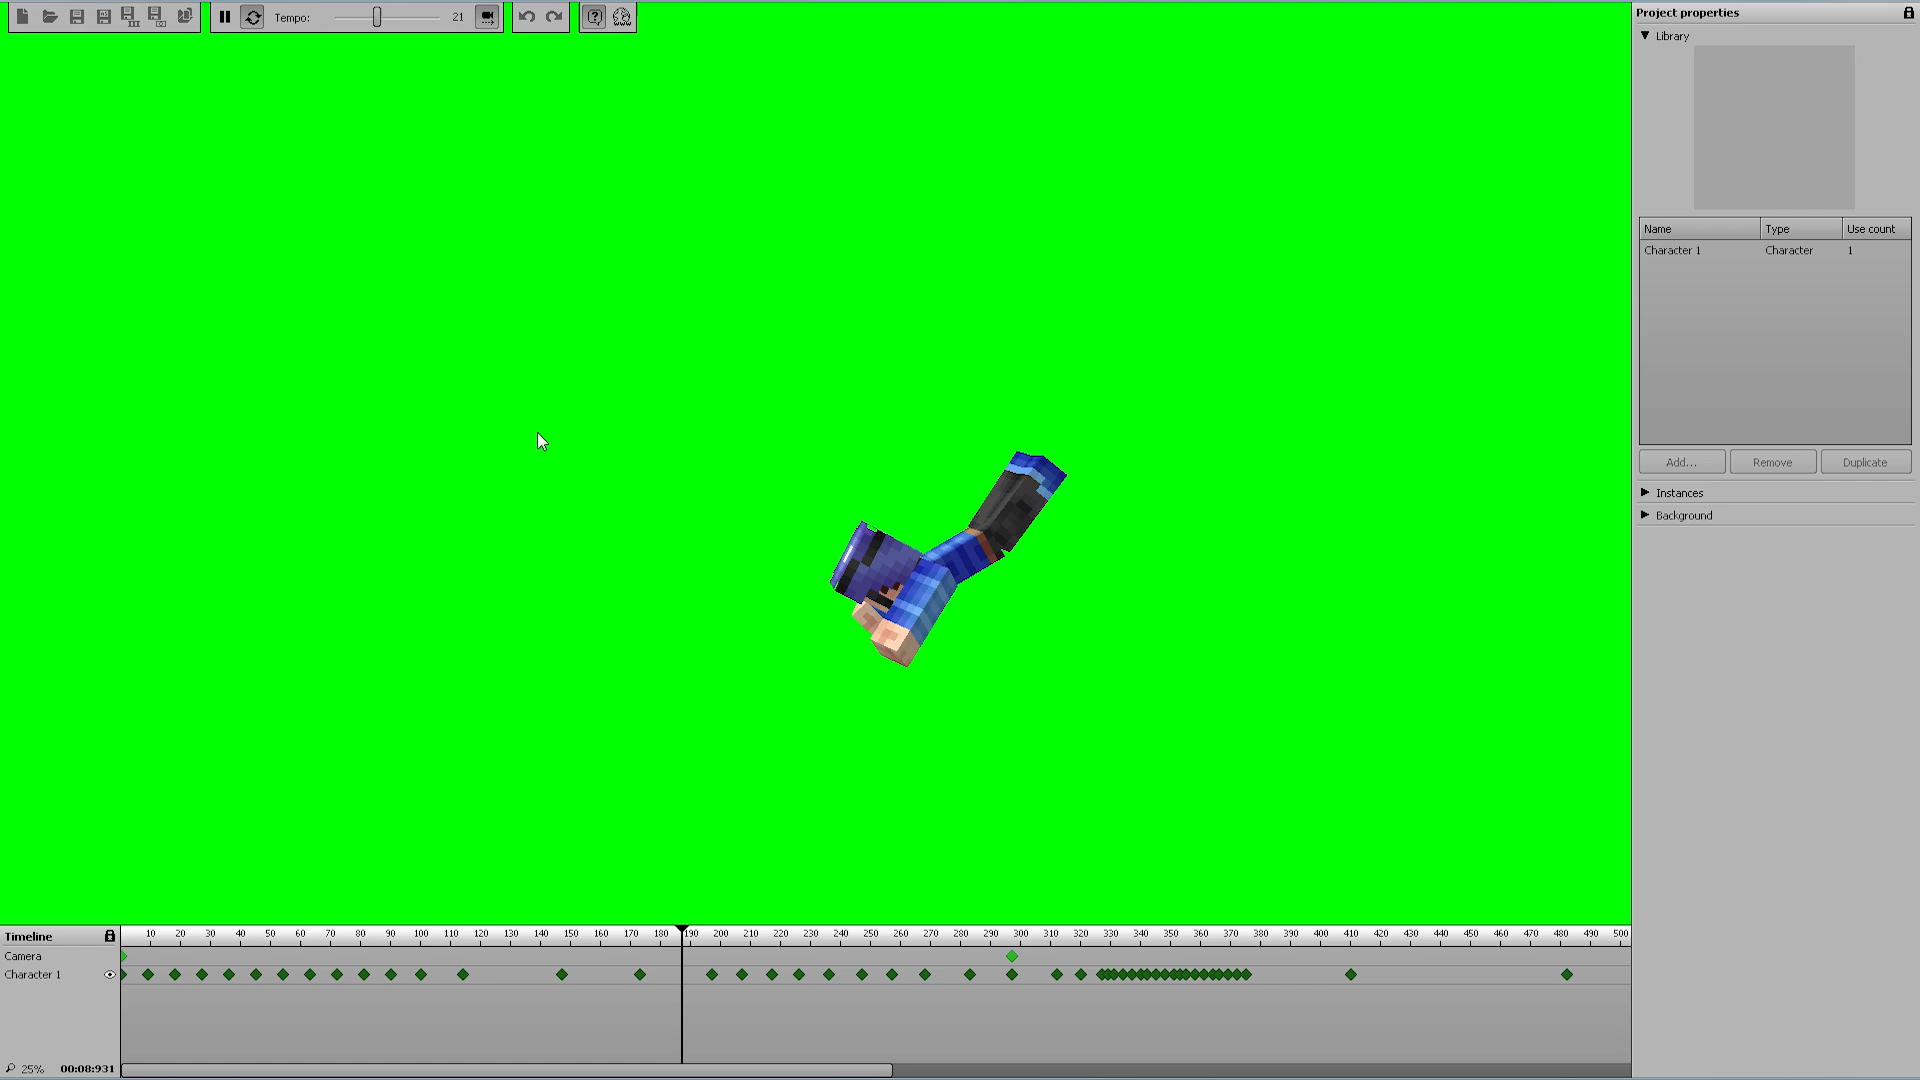 Tempo: 21
Project properties
Library
Name Type Use count
Character 1 Character 1
Add... Remove Duplicate
Instances
Background
Timeline
10 20 30 40 50 60 70 80 90 100 110 120 130 140 150 160 170 180 190 200 210 220 230 240 250 260 270 280 290 300 310 320 330 340 350 360 370 380 390 400 410 420 430 440 450 460 470 480 490 500
Camera
Character 1
25% 00:08:931